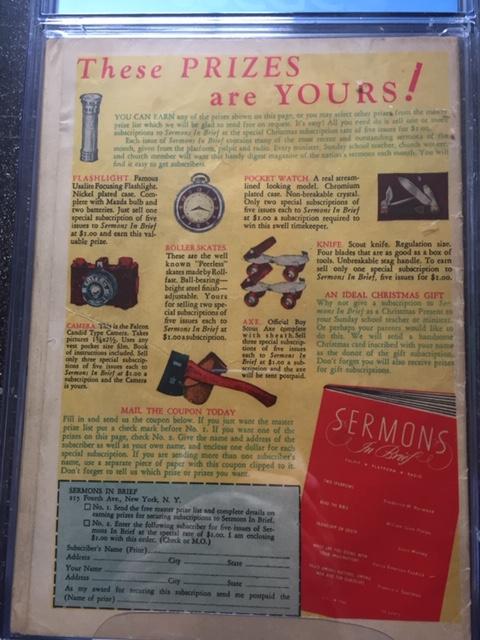 These PRIZES
are YOURS!
YOU CAN EARN any of the prizes shown on this page, or you may select other prizes from the master
prize list which we will be glad to send free on request. It's easy! All you need do is sell one or more
subscriptions to Sermons In Brief at the special Christmas subscription rate of five issues for $1.00.
Each issue of Sermons In Brief contains many of the most recent and outstanding sermons of the
month, given from the platform, pulpit and radio. Every minister, Sunday school teacher, church worker
and church member will want this handy digest magazine of the nation's sermons each month. You will
find it easy to get subscribers.
FLASHLIGHT Famous
Usalite Focusing Flashlight.
Nickel plated case. Com-
plete with Mazda bulb and
two batteries. Just sell one
special subscription of five
issues to Sermons In Brief
at $1.00 and earn this val-
uable prize.
POCKET WATCH A real stream-
lined looking model. Chromium
plated case. Non-breakable crystal.
Only two special subscriptions of
five issues each to Sermons In Brief
at $1.00 a subscription required to
win this swell timekeeper.
ROLLER SKATES
These are the well
known "Peerless"
skates made by Roll-
fast. Ball-bearing—
bright steel finish—
adjustable. Yours
for selling two spe-
cial subscriptions of
five issues each to
Sermons In Brief at
$1.00 a subscription.
KNIFE. Scout knife. Regulation size.
Four blades that are as good as a box of
tools. Unbreakable stag handle. To earn
sell only one special subscription to
Sermons In Brief, five issues for $1.00.
AN IDEAL CHRISTMAS GIFT
Why not give a subscription to Ser-
mons In Brief as a Christmas Present to
your Sunday school teacher or minister?
Or perhaps your parents would like to
do this. We will send a handsome
Christmas card inscribed with your name
as the donor of the gift subscription.
Don't forget you will also receive prizes
for gift subscriptions.
CAMERA This is the Falcon
Candid Type Camera. Takes
pictures 1⅝x2½. Uses any
vest pocket size film. Book
of instructions included. Sell
only three special subscrip-
tions of five issues each to
Sermons In Brief at $1.00 a
subscription and the Camera
is yours.
AXE. Official Boy
Scout Axe complete
with sheath. Sell
three special subscrip-
tions of five issues
each to Sermons In
Brief at $1.00 a sub-
scription and the axe
will be sent postpaid.
MAIL THE COUPON TODAY
Fill in and send us the coupon below. If you just want the master
prize list put a check mark before No. 1. If you want one of the
prizes on this page, check No. 2. Give the name and address of the
subscriber as well as your own name, and enclose one dollar for each
special subscription. If you are sending more than one subscriber's
name, use a separate piece of paper with this coupon clipped to it.
Don't forget to tell us which prize or prizes you want.
SERMONS IN BRIEF
215 Fourth Ave., New York, N. Y.
No. 1. Send the free master prize list and complete details on
earning prizes for securing subscriptions to Sermons In Brief.
No. 2. Enter the following subscriber for five issues of Ser-
mons In Brief at the special rate of $1.00. I am enclosing
$1.00 with this order. (Check or M.O.)
Subscriber's Name (Print)
Address City State
Your Name
Address City State
As my award for securing this subscription send me postpaid the
(Name of prize)
SERMONS
In Brief
PULPIT PLATFORM RADIO
TWO SPARROWS
READ THE BIBLE